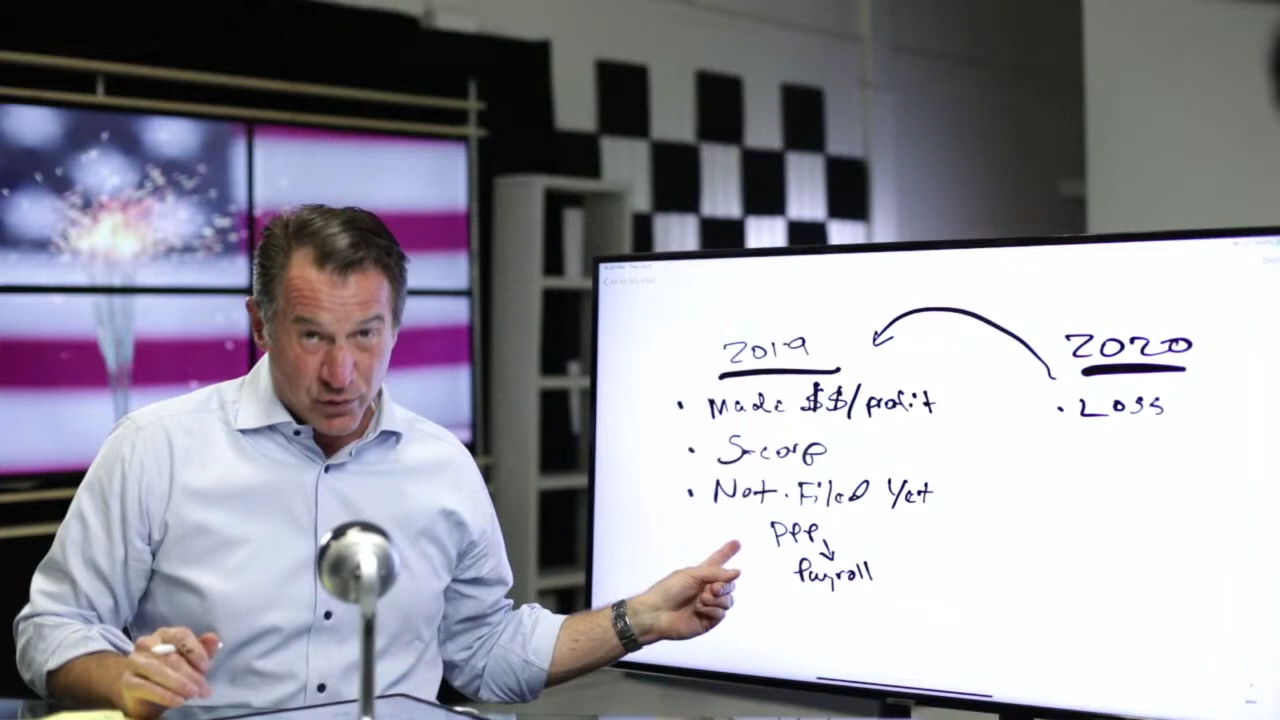 2019
2020
• Made $$/profit
• Loss
• S-corp
• Not Filed Yet
PPP
Payroll